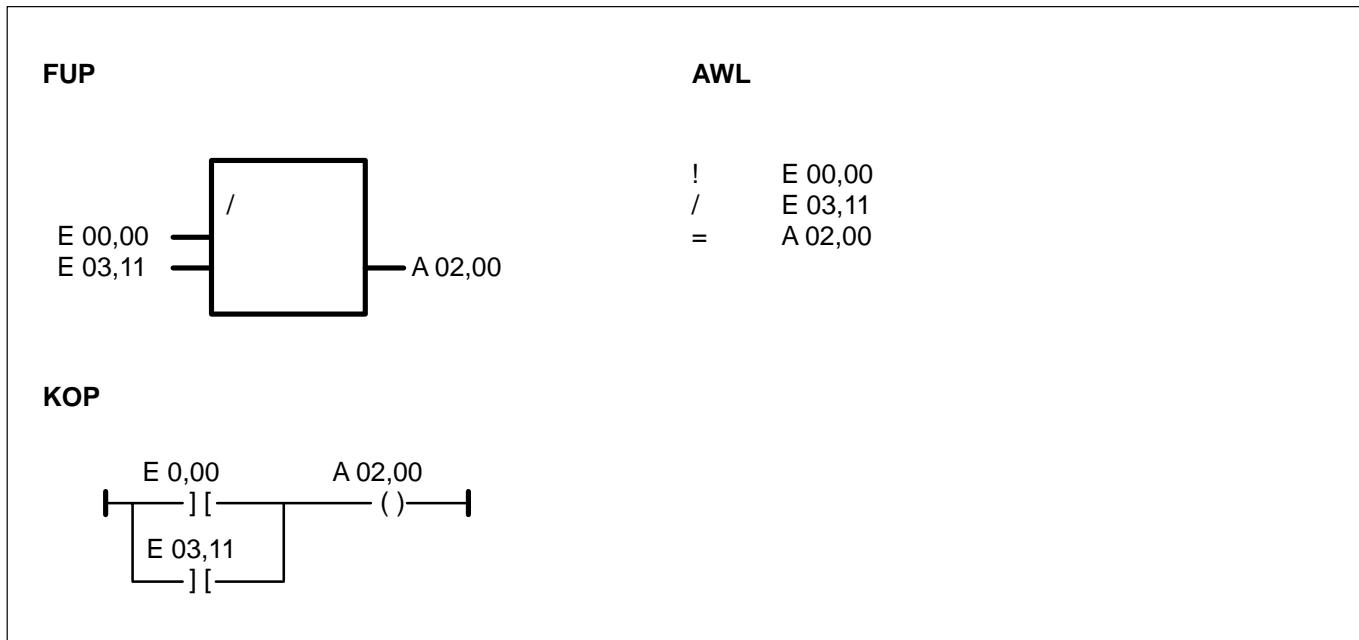 FUP
/
E 00,00
E 03,11
A 02,00
AWL
! E 00,00
/ E 03,11
= A 02,00
KOP
E 0,00 A 02,00
] [ ( )
E 03,11
] [